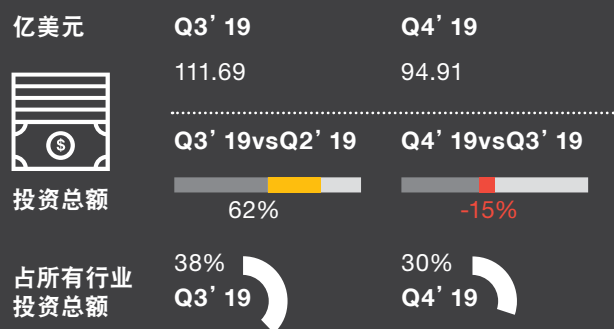 亿美元
Q3’19
Q4’19
111.69
94.91
$
投资总额
Q3’19vsQ2’19
Q4’19vsQ3’19
62%
-15%
占所有行业
投资总额
38%
Q3’19
30%
Q4’19